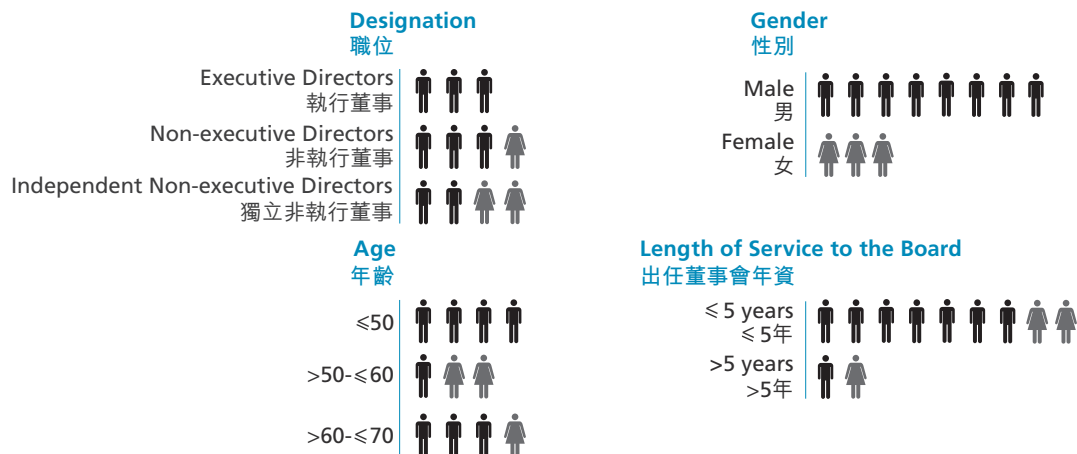 Designation
職位
Executive Directors
執行董事
Non-executive Directors
非執行董事
Independent Non-executive Directors
獨立非執行董事
Gender
性別
Male
男
Female
女
Age
年齡
⩽50
>50-⩽60
>60-⩽70
Length of Service to the Board
出任董事會年資
⩽ 5 years
⩽ 5年
>5 years
>5年